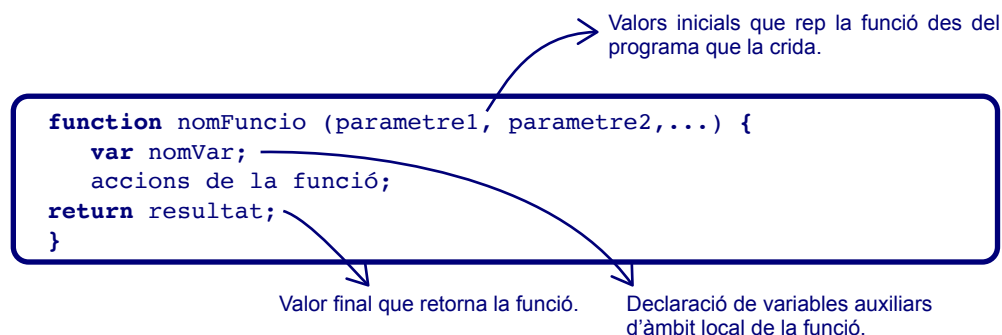 Valors inicials que rep la funció des del
programa que la crida.
function nomFuncio (parametre1, parametre2,...) {
var nomVar;
accions de la funció;
return resultat;
}
Valor final que retorna la funció.
Declaració de variables auxiliars
d’àmbit local de la funció.